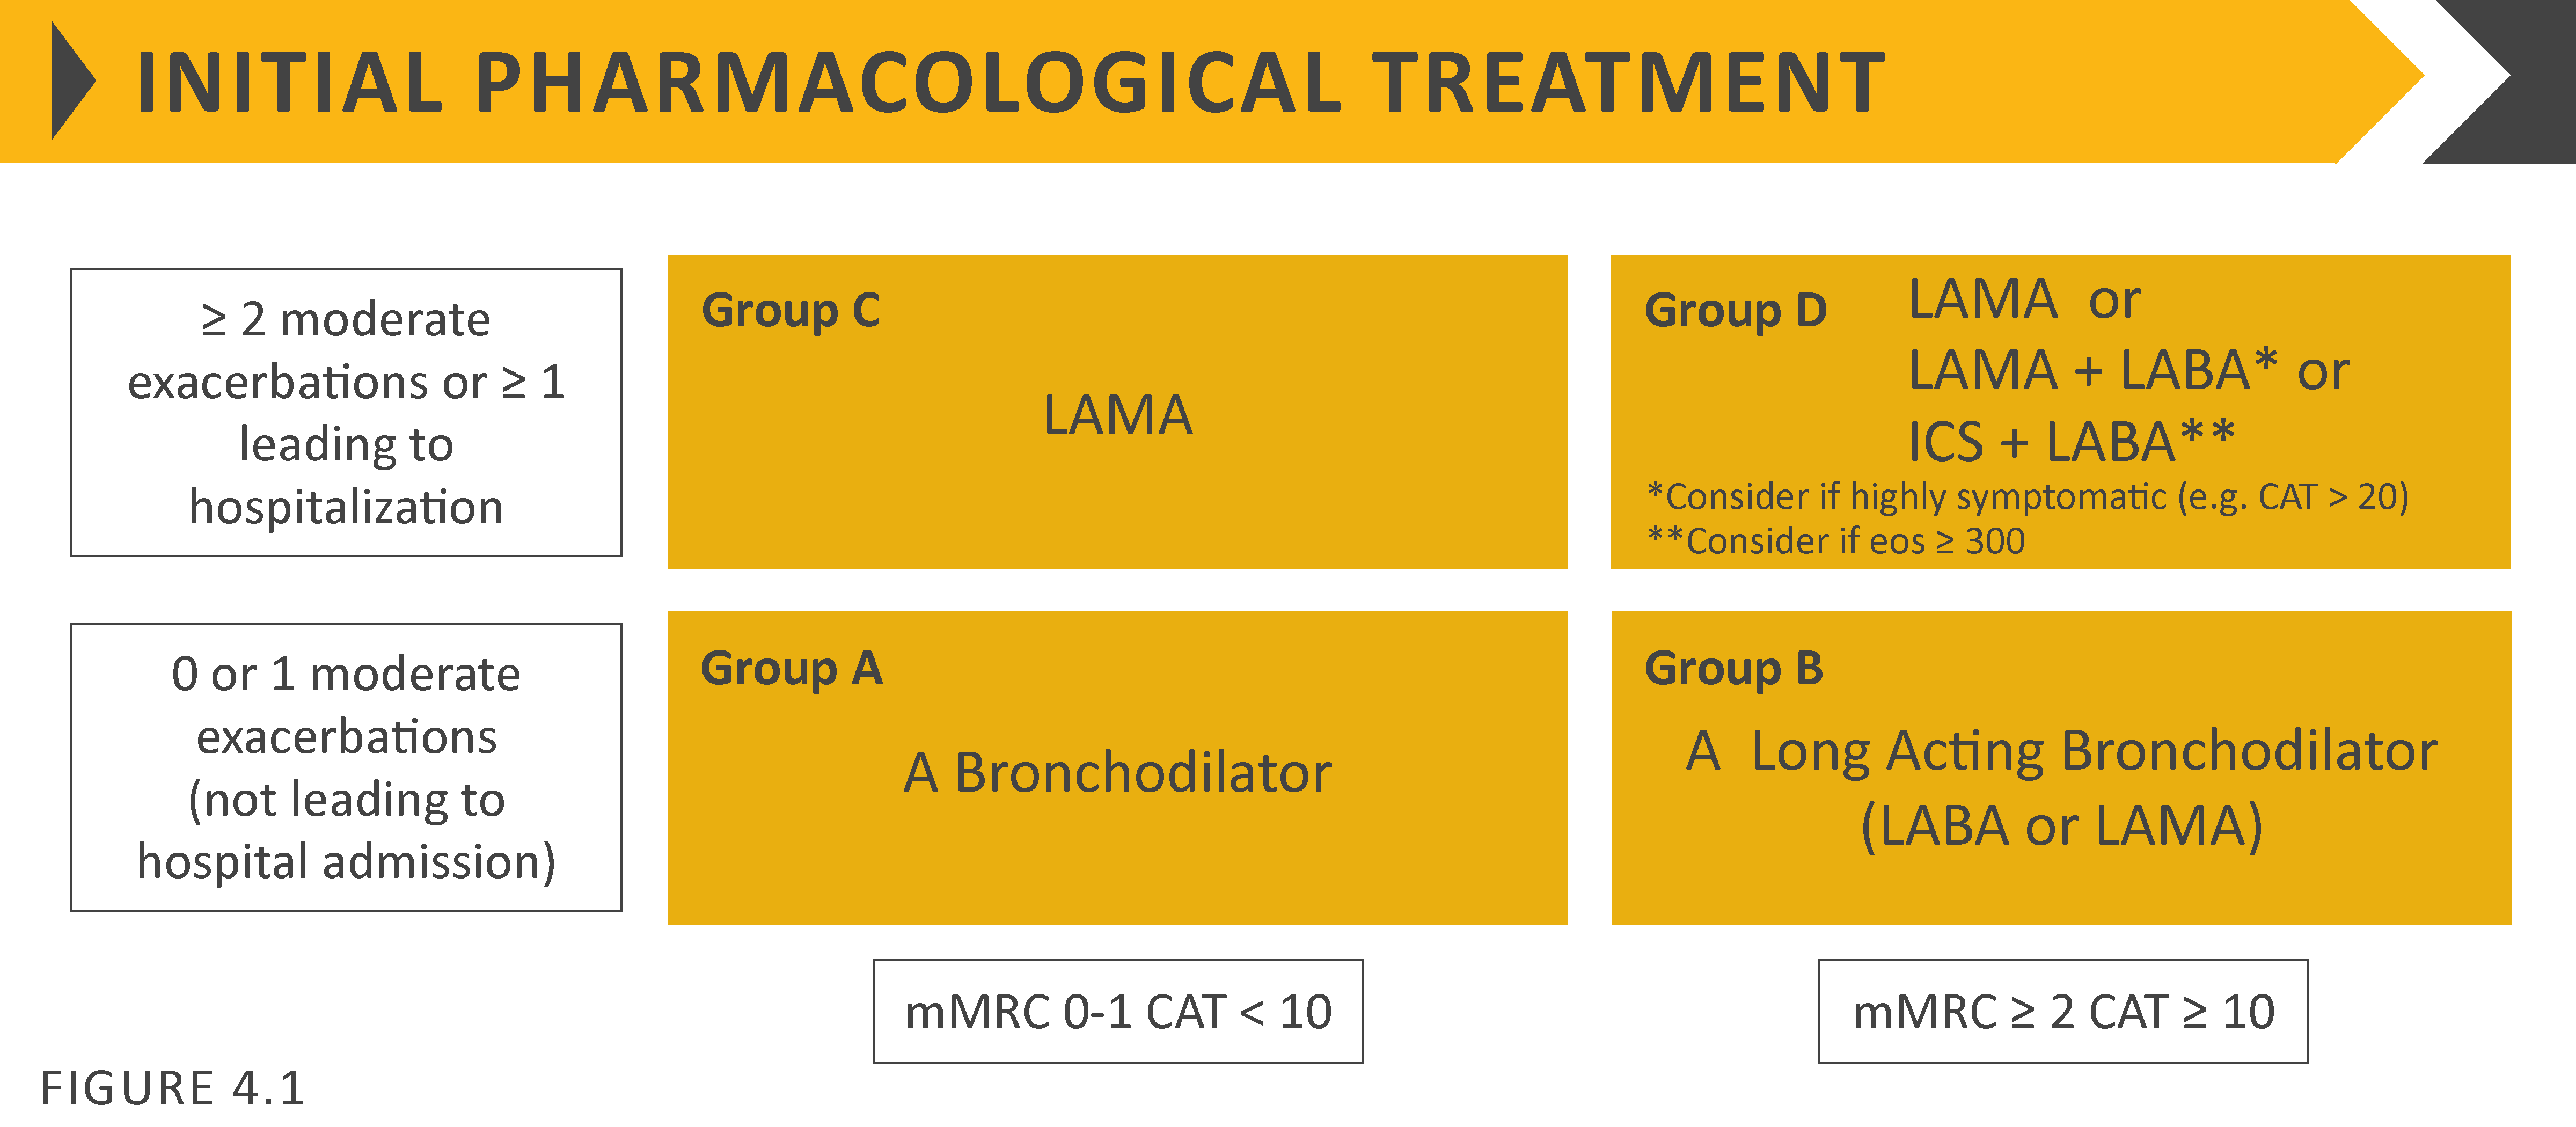 INITIAL PHARMACOLOGICAL TREATMENT
≥ 2 moderate
exacerbations or ≥ 1
leading to
hospitalization
Group C
LAMA
Group D
LAMA or
LAMA + LABA* or
ICS + LABA**
*Consider if highly symptomatic (e.g. CAT > 20)
**Consider if eos ≥ 300
0 or 1 moderate
exacerbations
(not leading to
hospital admission)
Group A
A Bronchodilator
Group B
A Long Acting Bronchodilator
(LABA or LAMA)
mMRC 0-1 CAT < 10
mMRC ≥ 2 CAT ≥ 10
FIGURE 4.1